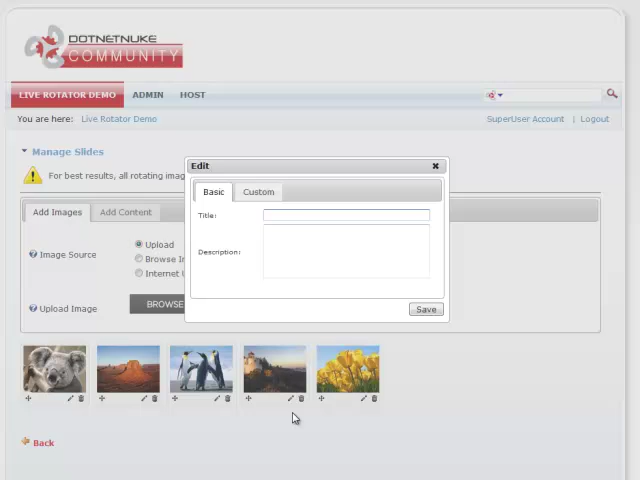 DOTNETNUKE
COMMUNITY
LIVE ROTATOR DEMO ADMIN HOST
You are here: Live Rotator Demo SuperUser Account | Logout
Manage Slides
For best results, all rotating
Edit
Basic Custom
Title:
Description:
Save
Add Images Add Content
Image Source
Upload
Browse
Internet
Upload Image
BROWSE
Back